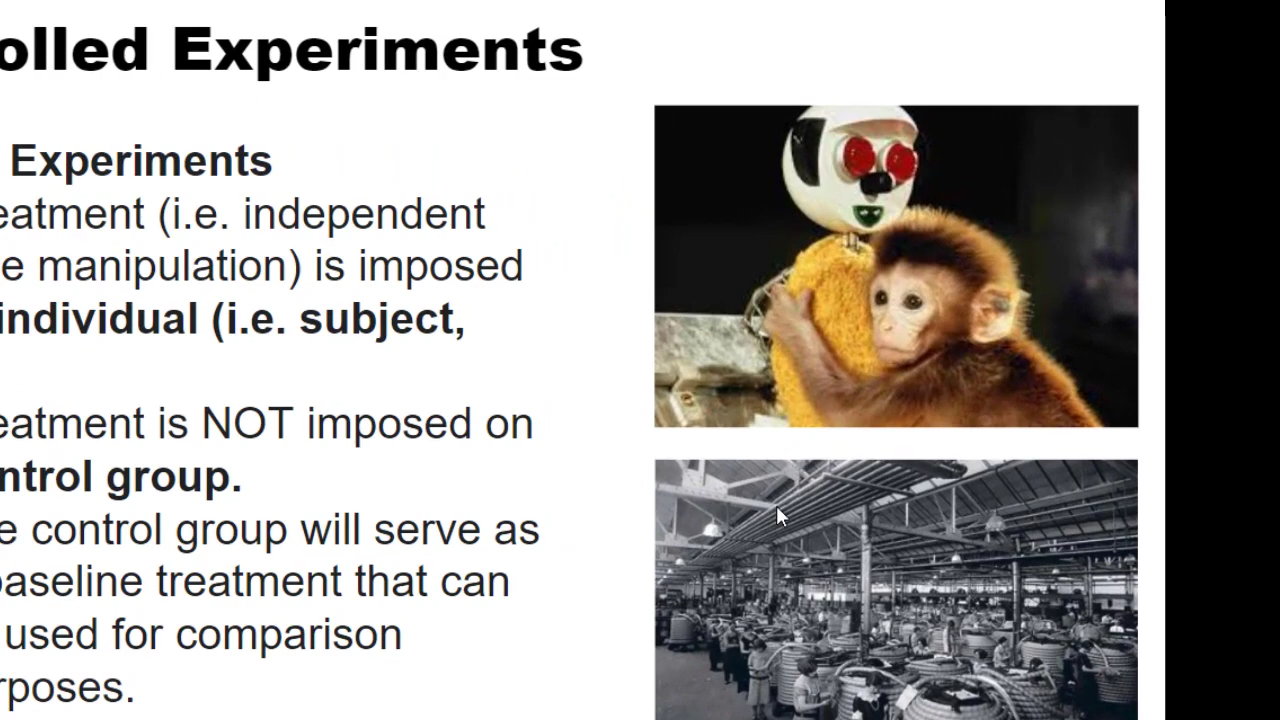 olled Experiments
Experiments
eatment (i.e. independent
e manipulation) is imposed
individual (i.e. subject,
eatment is NOT imposed on
ntrol group.
e control group will serve as
baseline treatment that can
used for comparison
rposes.